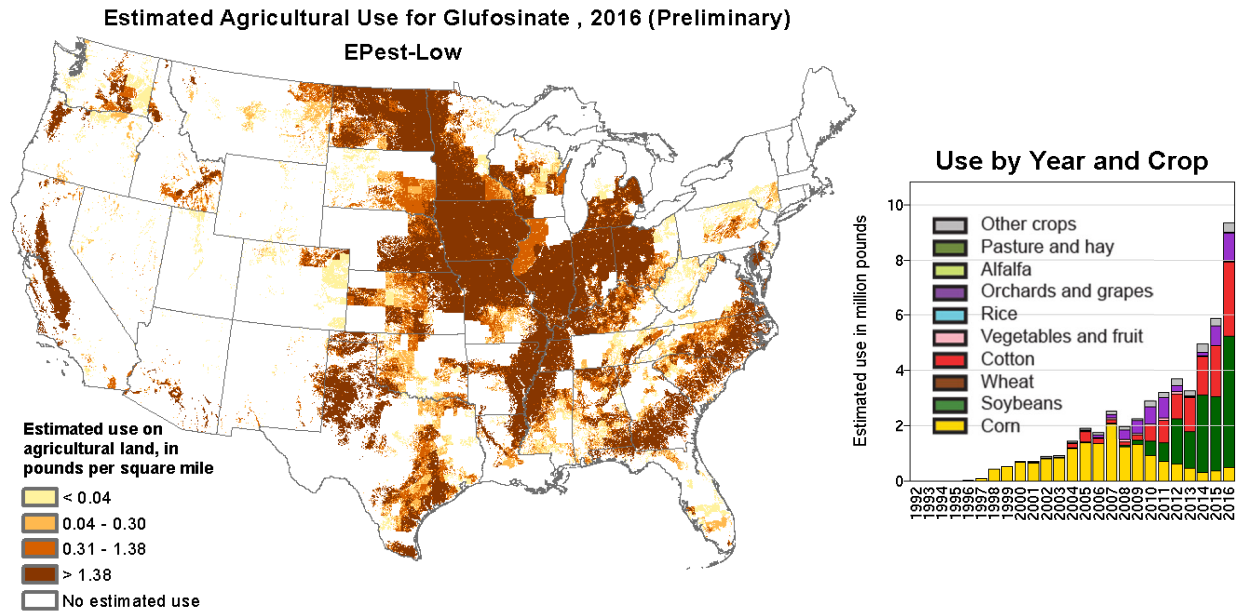 Estimated Agricultural Use for Glufosinate , 2016 (Preliminary)
EPest-Low
Estimated use on
agricultural land, in
pounds per square mile
< 0.04
0.04 - 0.30
0.31 - 1.38
> 1.38
No estimated use
Use by Year and Crop
Estimated use in million pounds
10
8
6
4
2
0
Other crops
Pasture and hay
Alfalfa
Orchards and grapes
Rice
Vegetables and fruit
Cotton
Wheat
Soybeans
Corn
1992
1993
1994
1995
1996
1997
1998
1999
2000
2001
2002
2003
2004
2005
2006
2007
2008
2009
2010
2011
2012
2013
2014
2015
2016